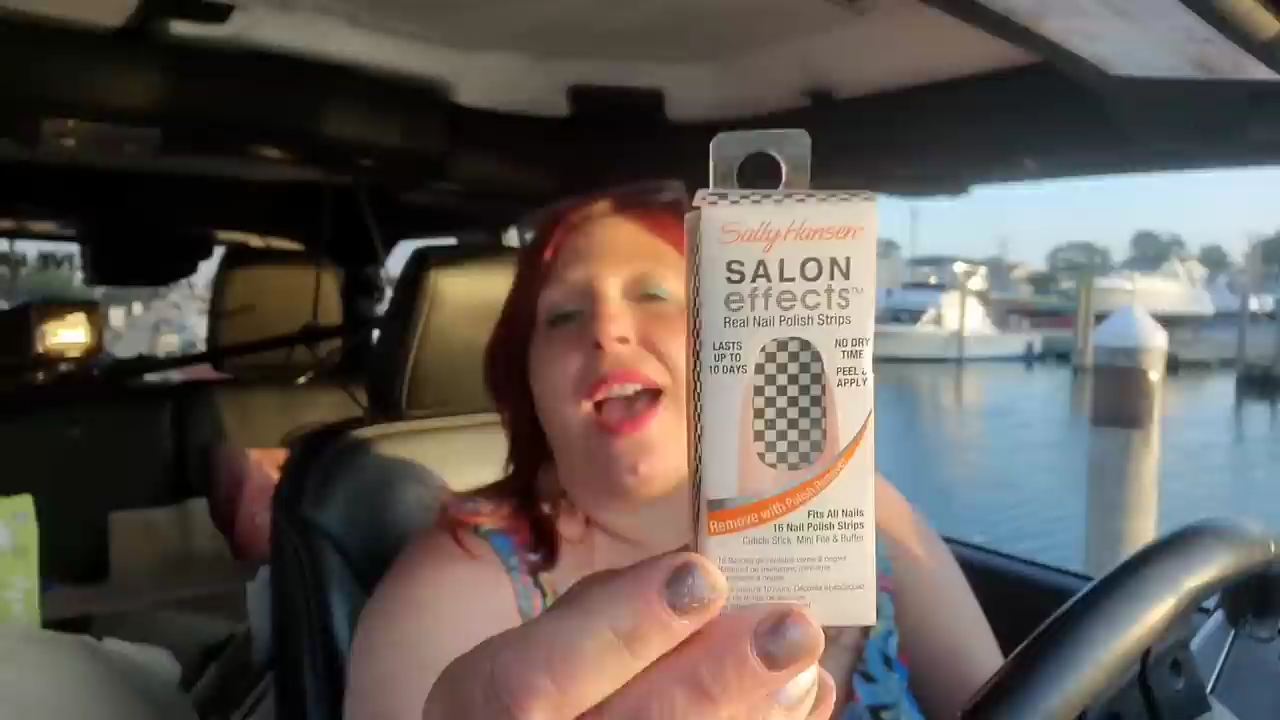 Sally Hansen
SALON
effects™
Real Nail Polish Strips
LASTS
UP TO
10 DAYS
NO DRY
TIME
PEEL &
APPLY
Remove with Polish Remover
Fits All Nails
16 Nail Polish Strips
Cuticle Stick, Mini File & Buffer